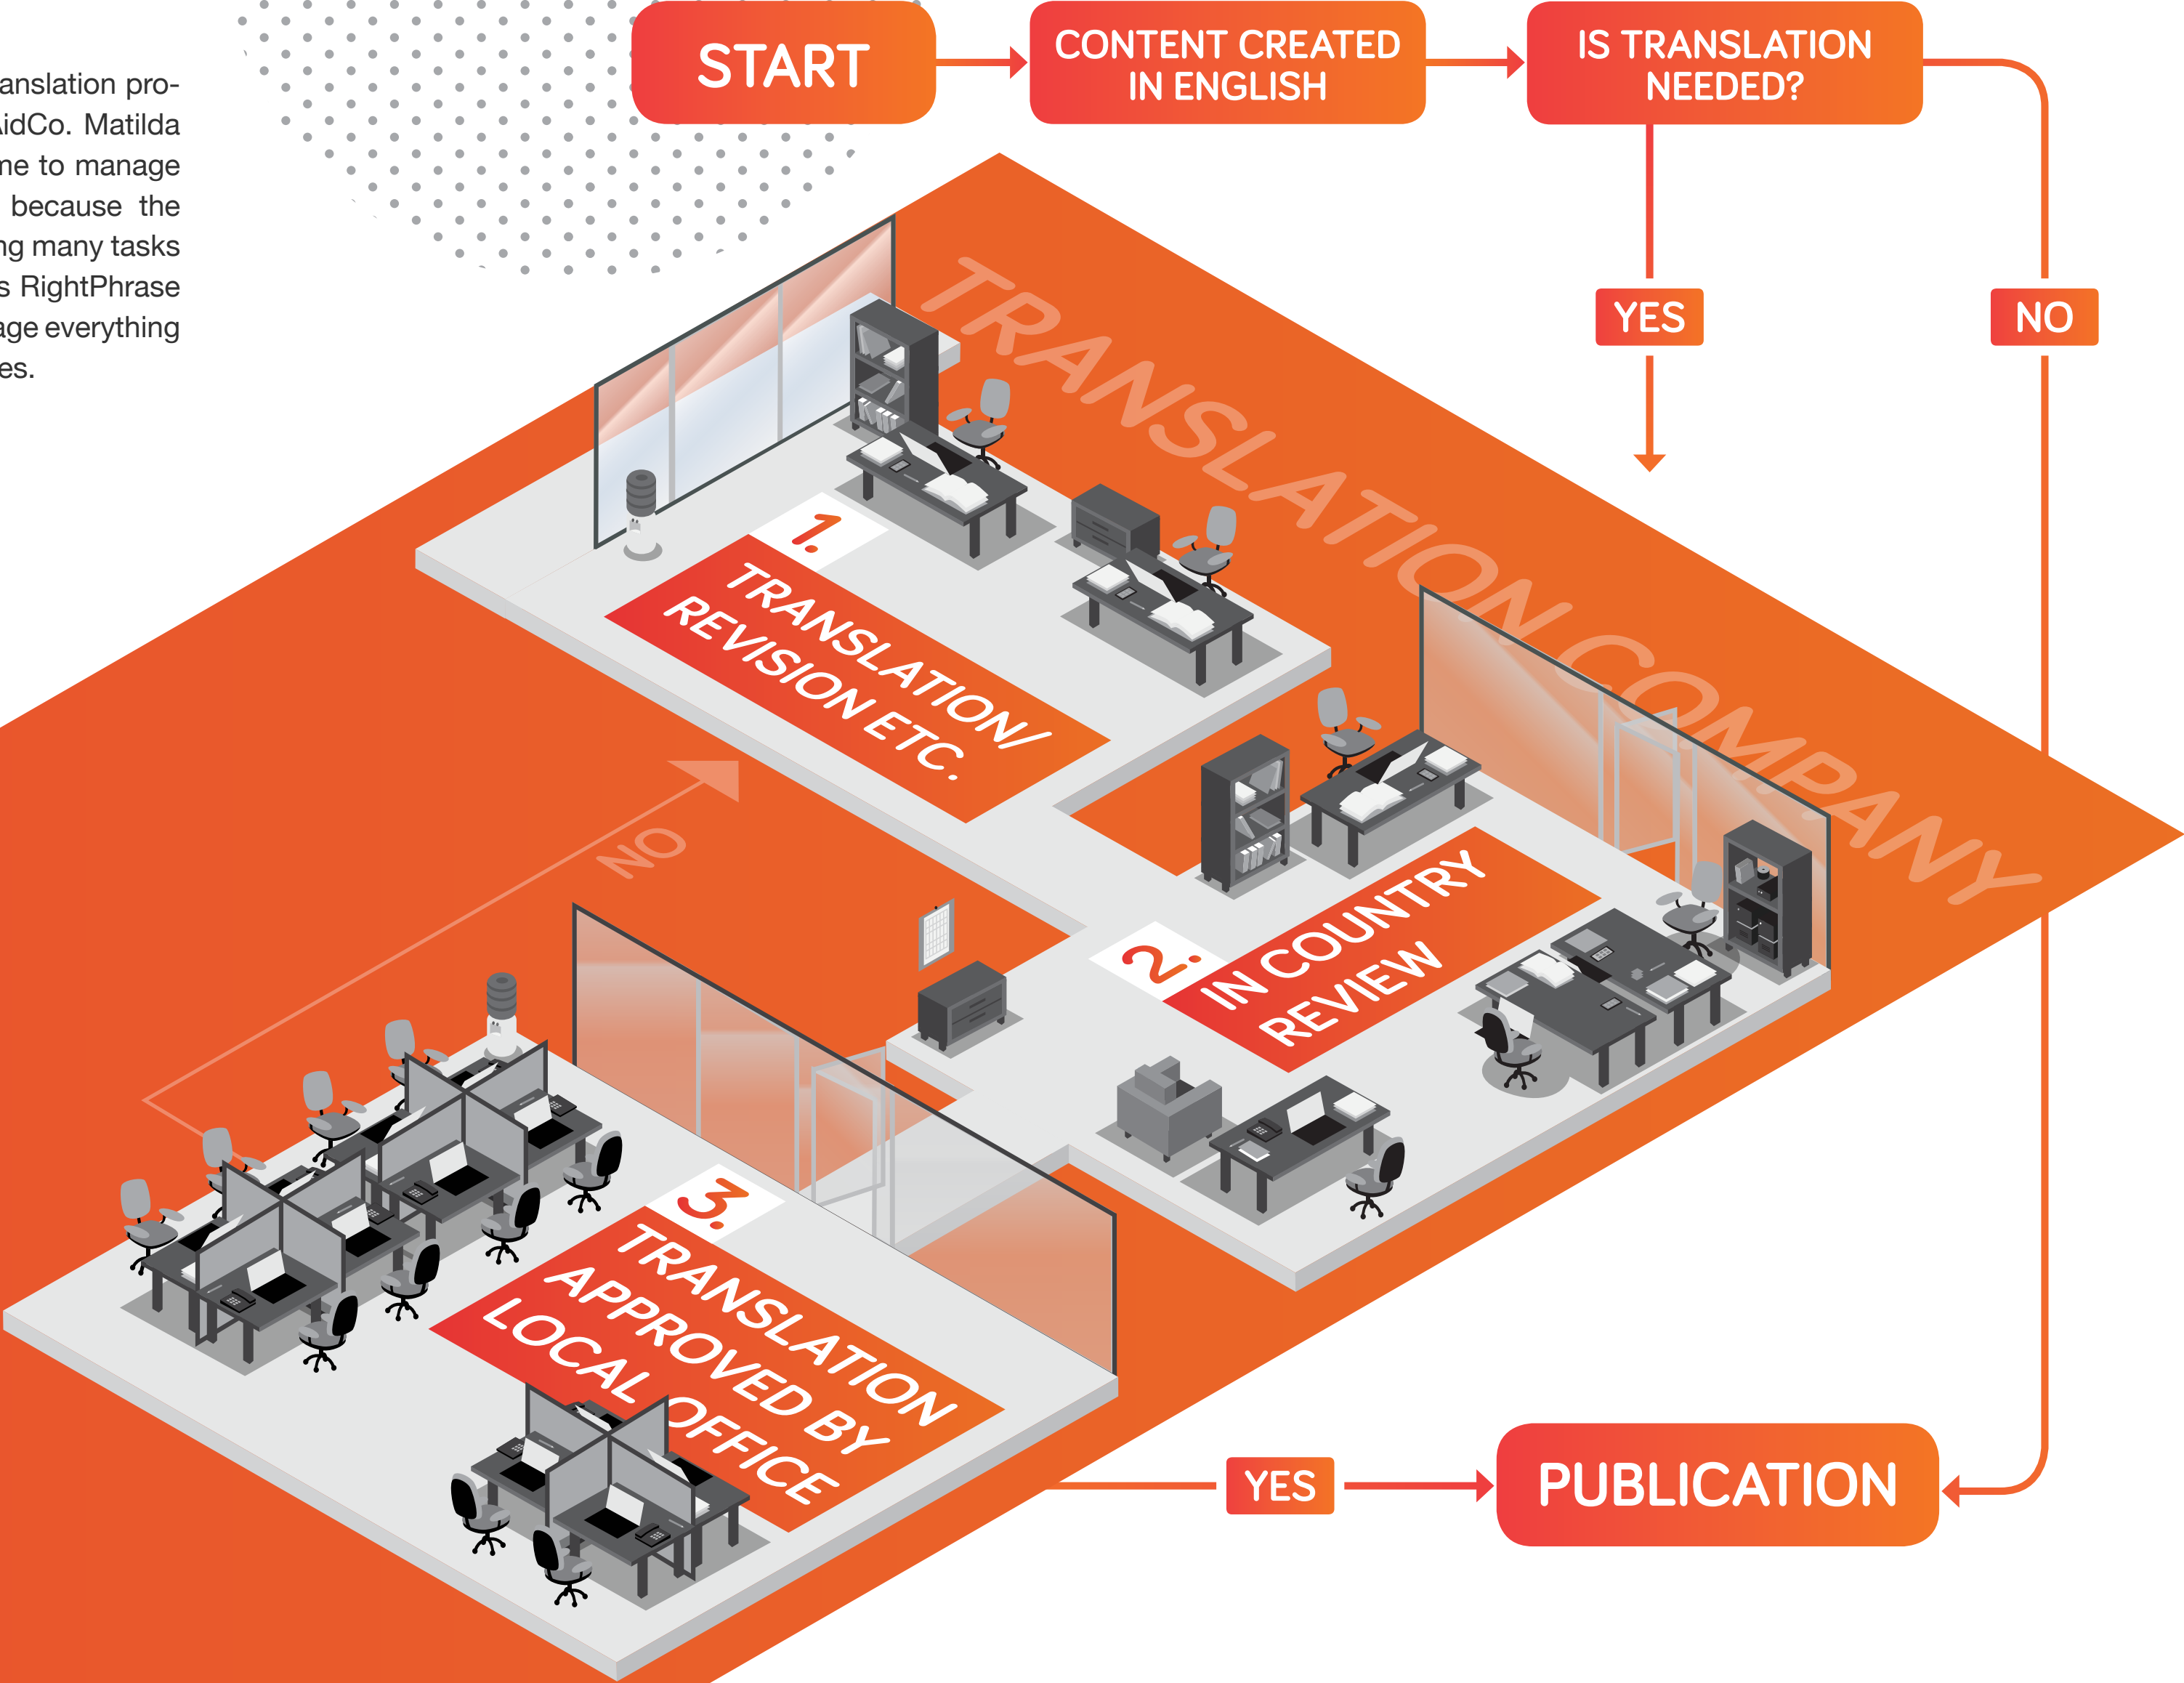 anslation pro-
idCo. Matilda
me to manage
because the
ng many tasks
s RightPhrase
age everything
es.
START
CONTENT CREATED
IN ENGLISH
IS TRANSLATION
NEEDED?
YES
NO
TRANSLATION COMPANY
1.
TRANSLATION/
REVISION ETC.
NO
2.
IN COUNTRY
REVIEW
3.
TRANSLATION
APPROVED BY
LOCAL OFFICE
YES
PUBLICATION